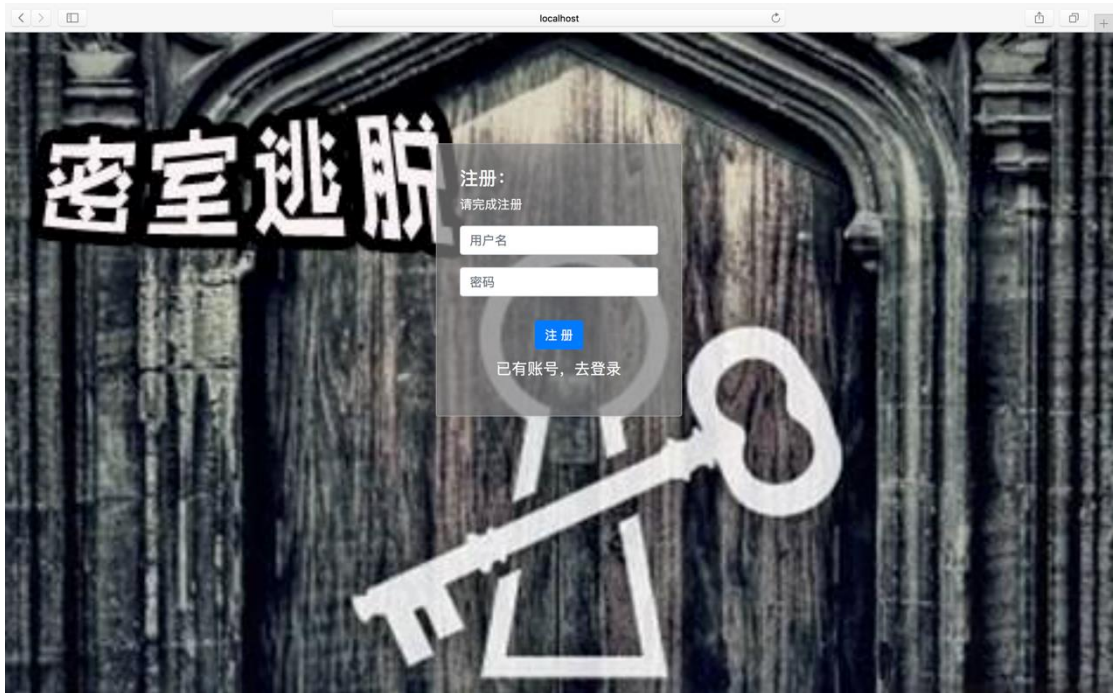 localhost
密室逃脱
注册：
请完成注册
用户名
密码
注 册
已有账号，去登录